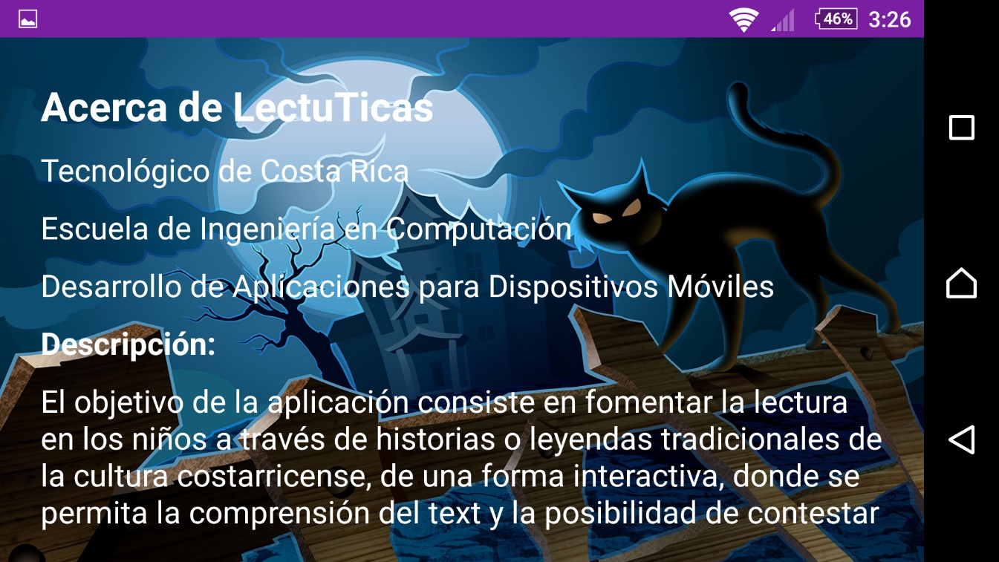 46% 3:26
Acerca de LectuTicas
Tecnológico de Costa Rica
Escuela de Ingeniería en Computación
Desarrollo de Aplicaciones para Dispositivos Móviles
Descripción:
El objetivo de la aplicación consiste en fomentar la lectura
en los niños a través de historias o leyendas tradicionales de
la cultura costarricense, de una forma interactiva, donde se
permita la comprensión del text y la posibilidad de contestar